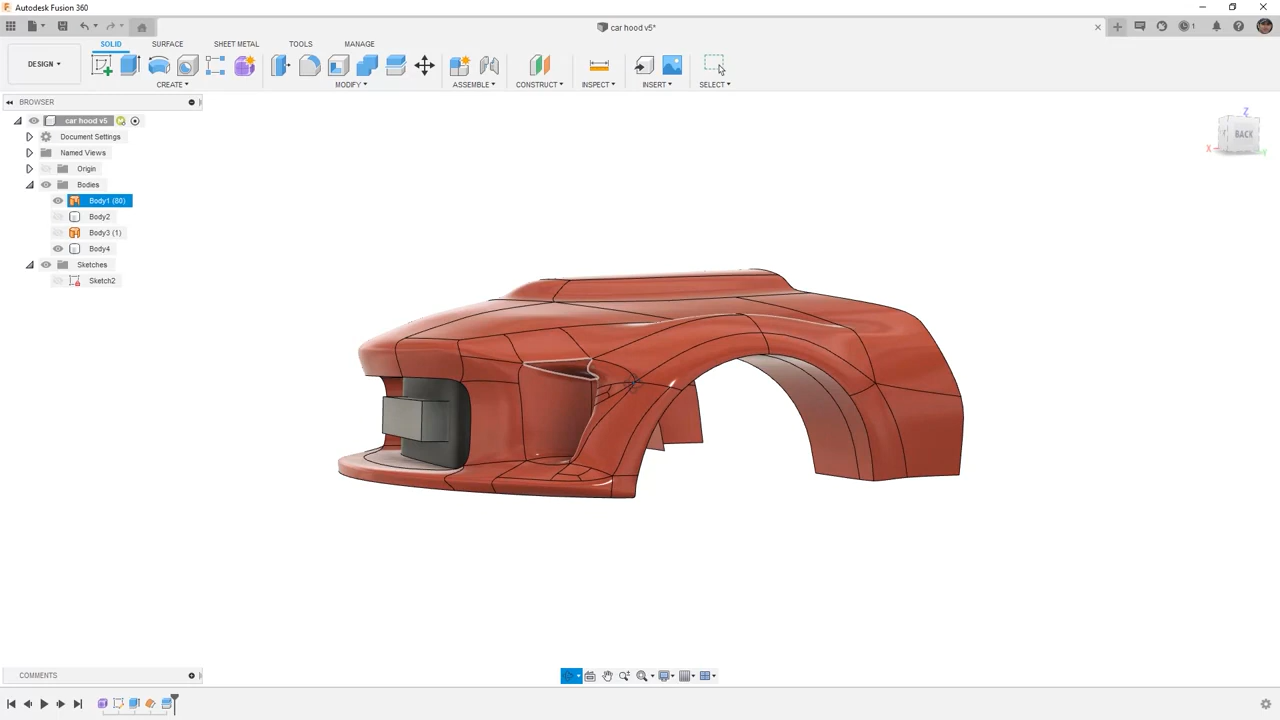 Autodesk Fusion 360
car hood v5*
1
DESIGN
SOLID
SURFACE
SHEET METAL
TOOLS
MANAGE
CREATE
MODIFY
ASSEMBLE
CONSTRUCT
INSPECT
INSERT
SELECT
BROWSER
car hood v5
Document Settings
Named Views
Origin
Bodies
Body1 (80)
Body2
Body3 (1)
Body4
Sketches
Sketch2
Z
BACK
X
Y
COMMENTS